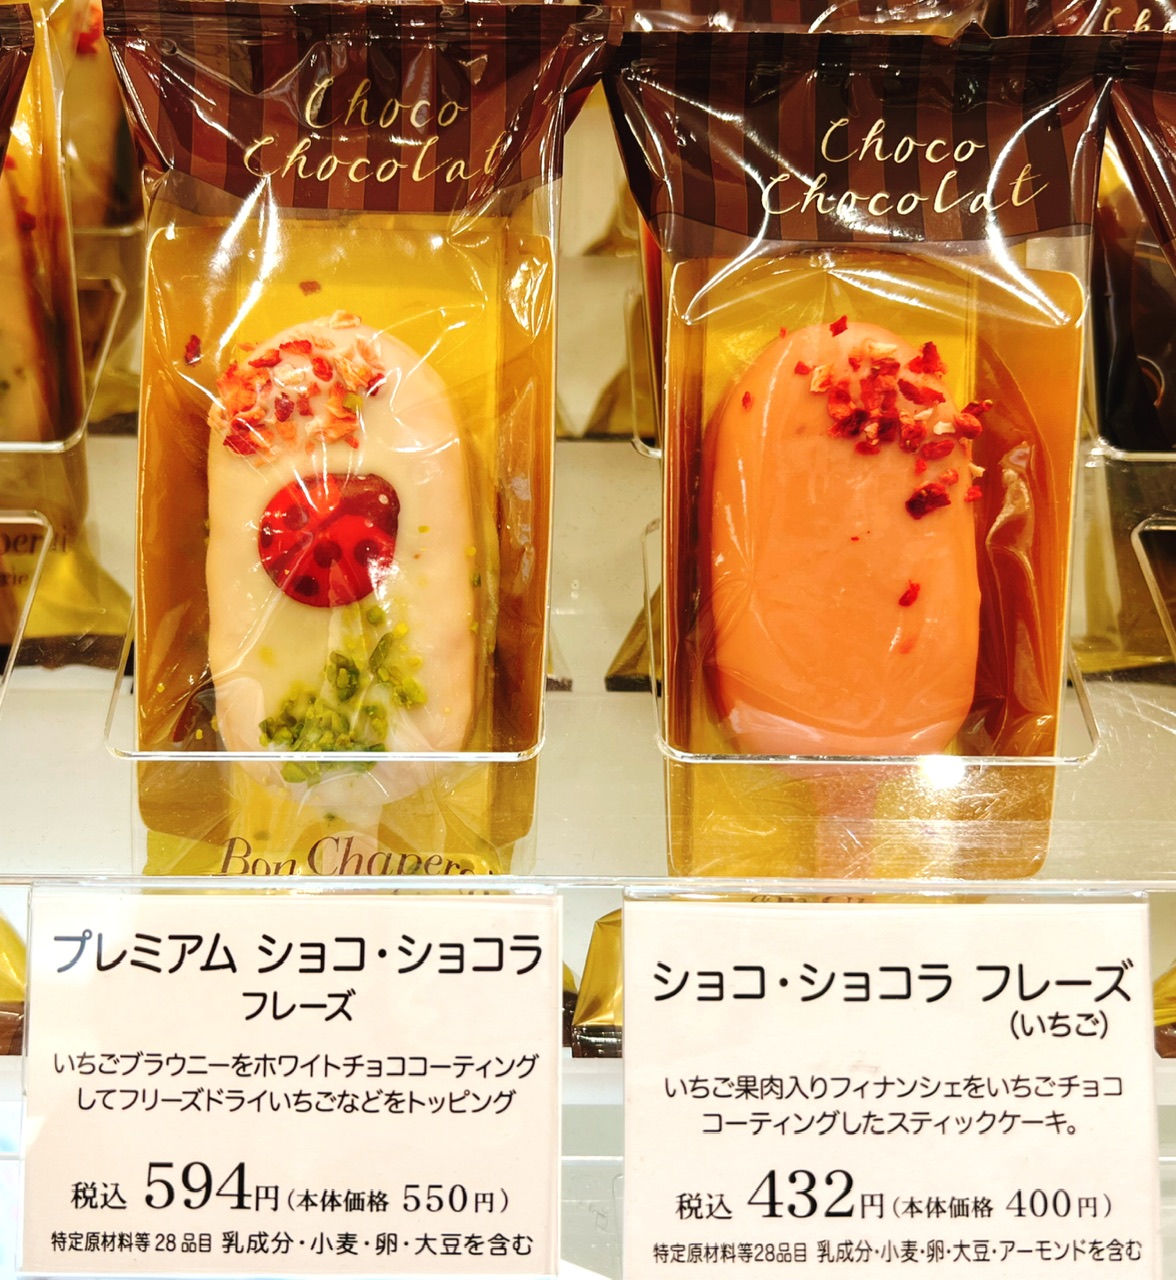 Choco
Chocolat
Choco
Chocolat
Bon
プレミアム ショコ・ショコラ
フレーズ
いちごブラウニーをホワイトチョココーティング
してフリーズドライいちごなどをトッピング
税込 594円(本体価格 550円)
特定原材料等28品目 乳成分・小麦・卵・大豆を含む
ショコ・ショコラ フレーズ
(いちご)
いちご果肉入りフィナンシェをいちごチョコ
コーティングしたスティックケーキ。
税込 432円(本体価格 400円)
特定原材料等28品目 乳成分・小麦・卵・大豆・アーモンドを含む